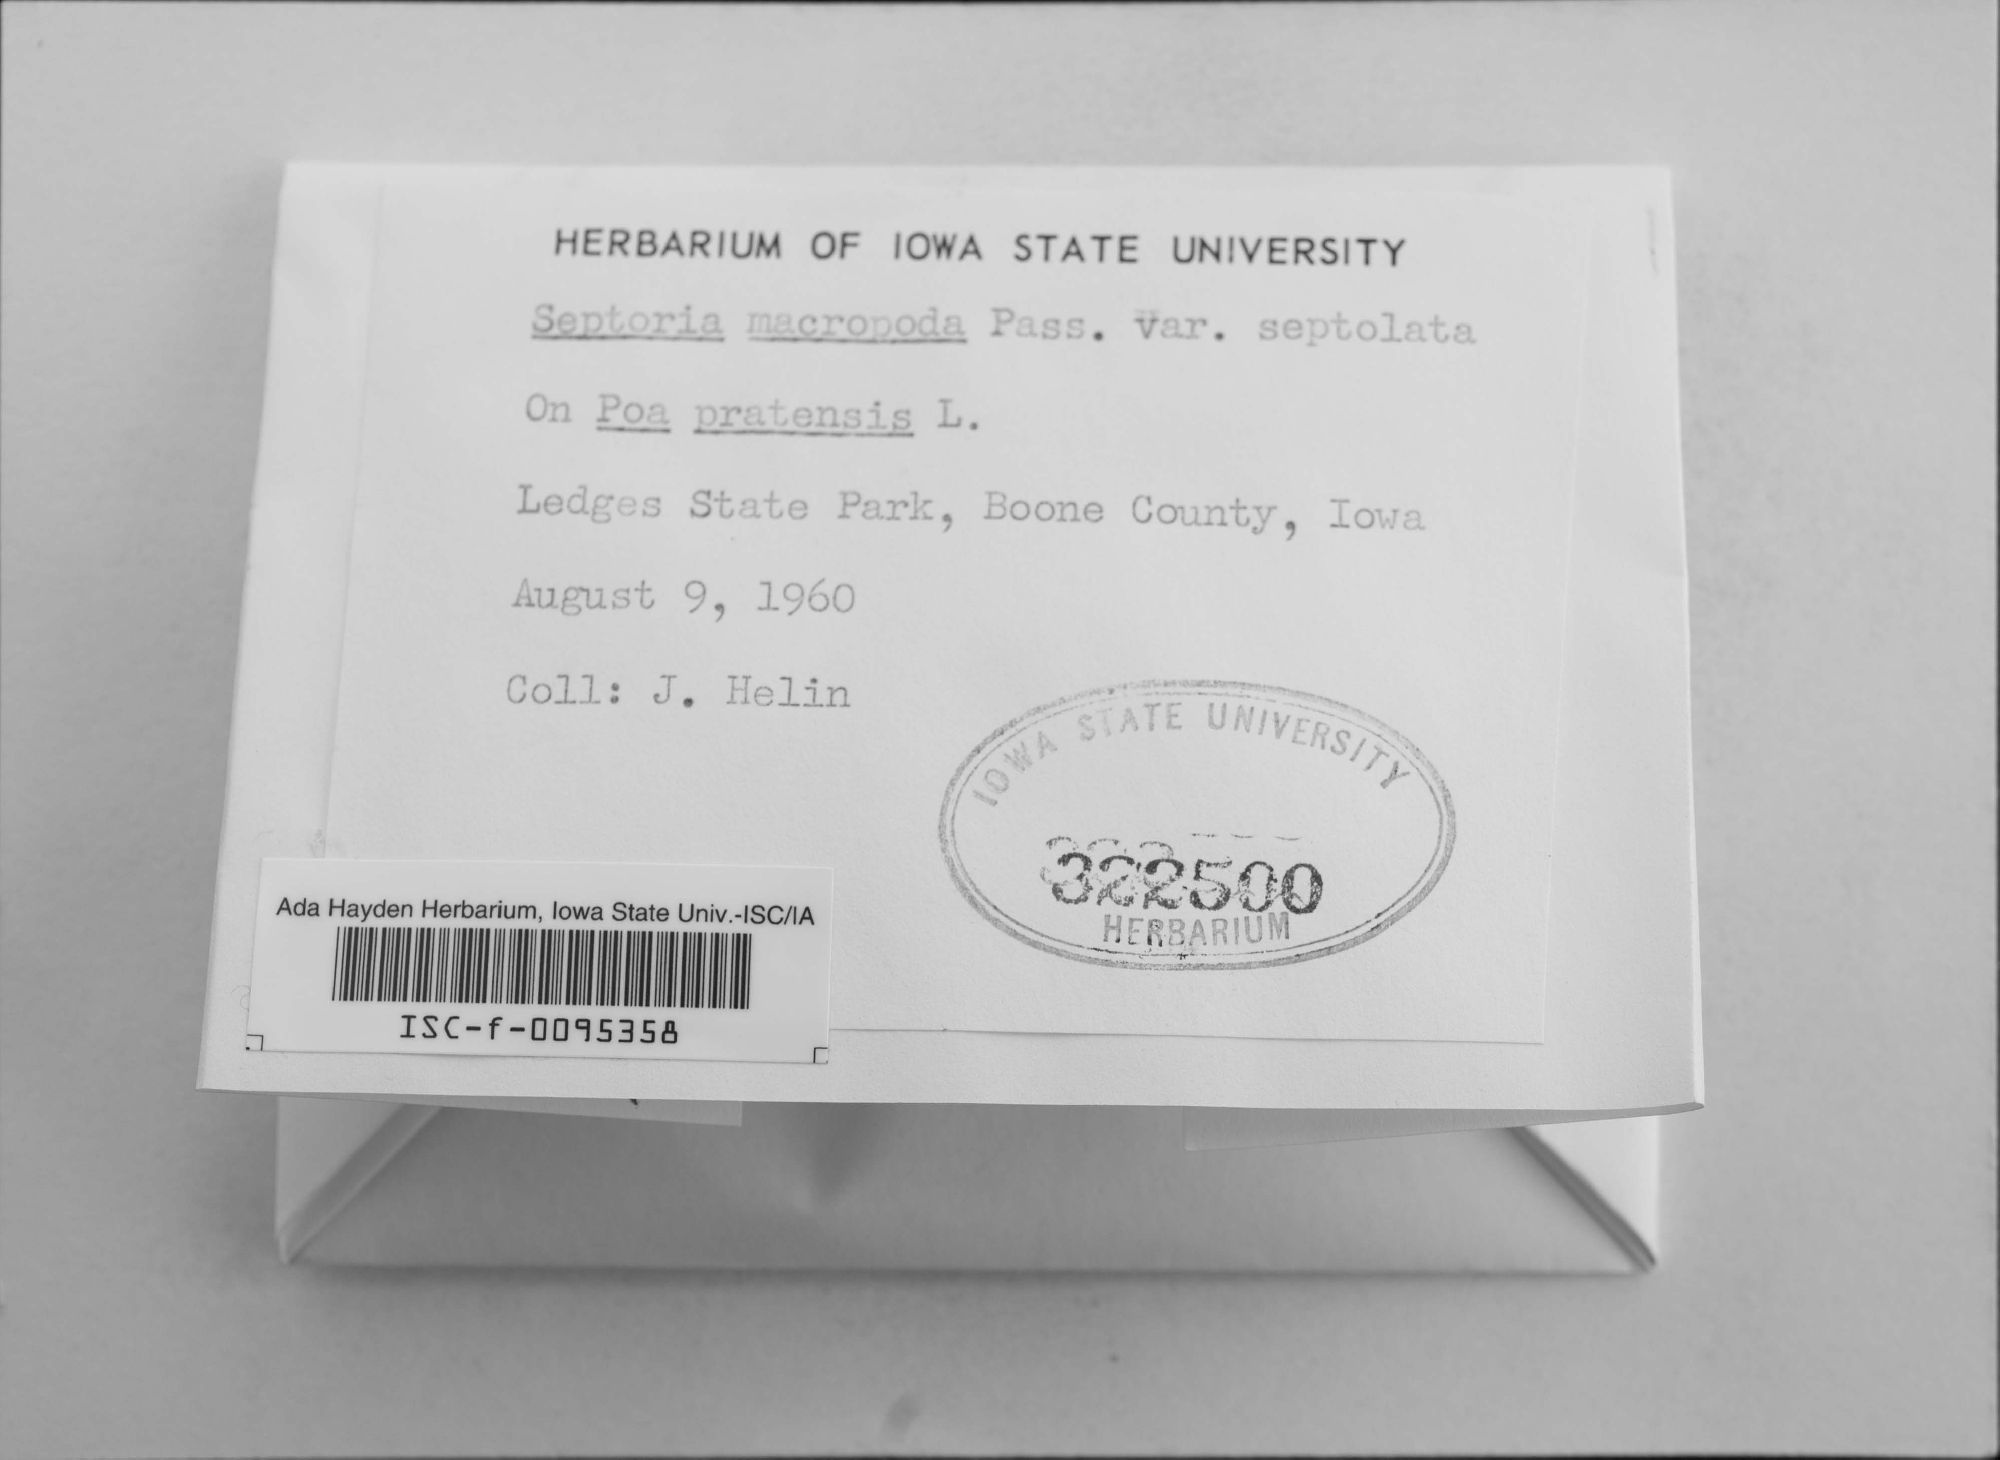 HERBARIUM OF IOWA STATE UNIVERSITY
Septoria macropoda Pass. Var. septolata
On Poa pratensis L.
Ledges State Park, Boone County, Iowa
August 9, 1960
Coll: J. Helin
IOWA STATE UNIVERSITY
322500
HERBARIUM
Ada Hayden Herbarium, Iowa State Univ.-ISC/IA
ISC-f-0095358